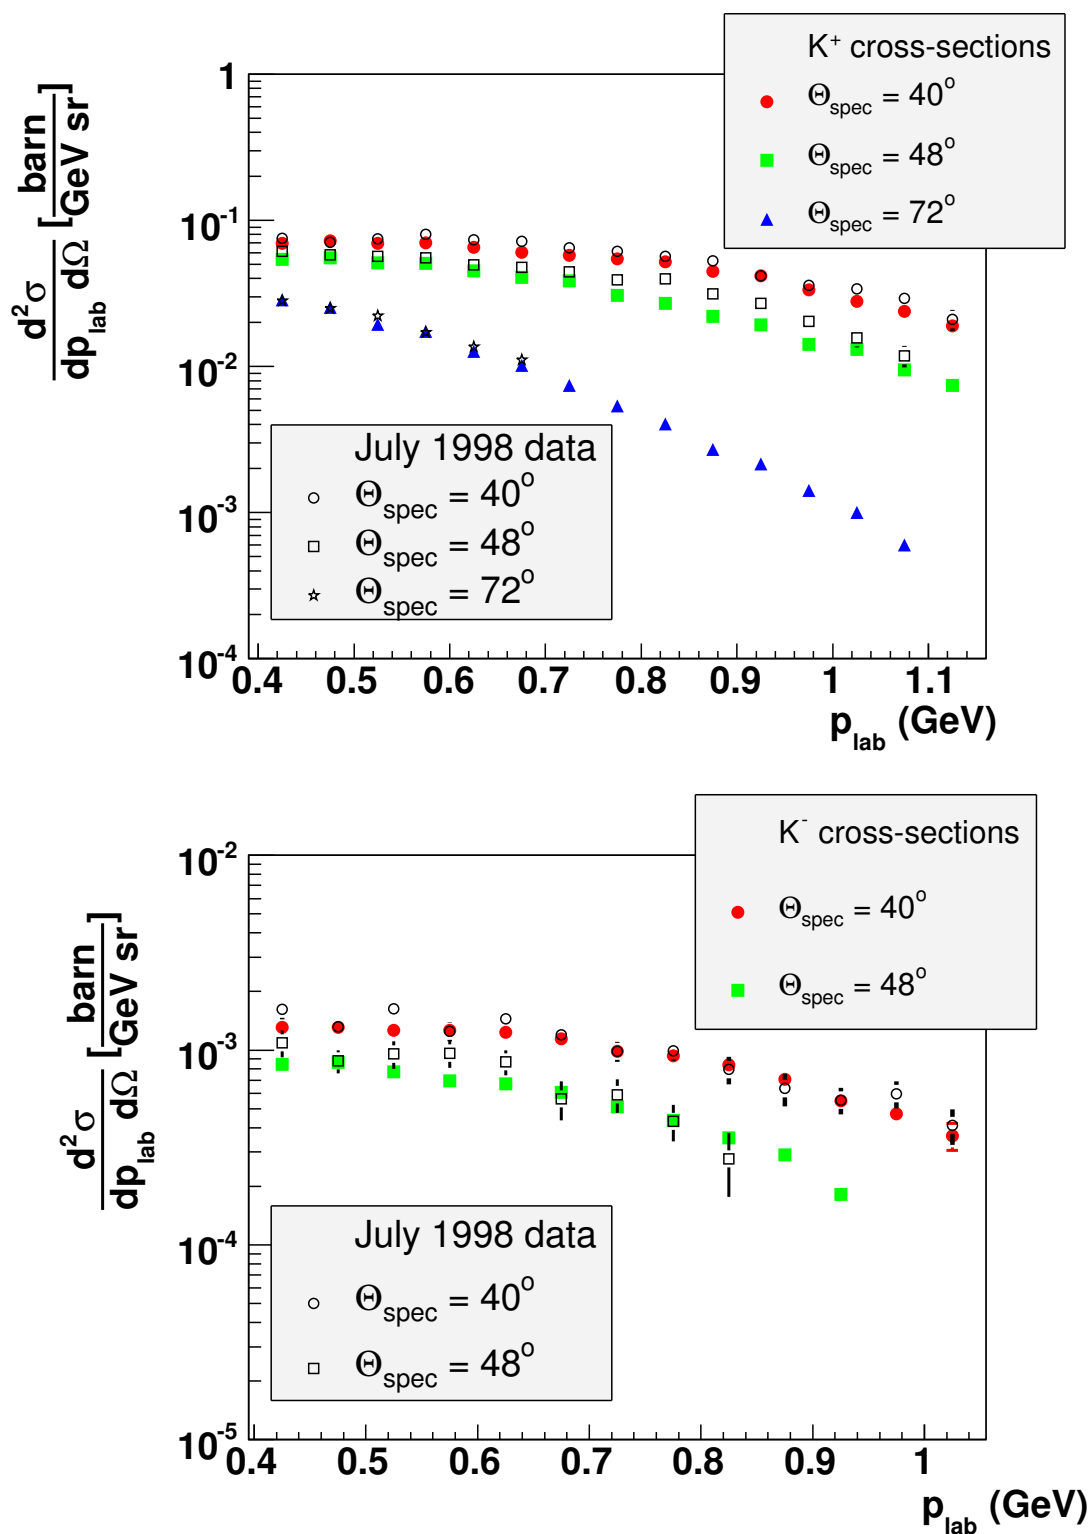 K⁺ cross-sections
Θspec = 40°
Θspec = 48°
Θspec = 72°
d²σ
dp_lab dΩ
[barn
GeV sr]
1
10⁻¹
10⁻²
10⁻³
10⁻⁴
July 1998 data
Θspec = 40°
Θspec = 48°
Θspec = 72°
0.4 0.5 0.6 0.7 0.8 0.9 1 1.1
p_lab (GeV)
K⁻ cross-sections
Θspec = 40°
Θspec = 48°
d²σ
dp_lab dΩ
[barn
GeV sr]
10⁻²
10⁻³
10⁻⁴
10⁻⁵
July 1998 data
Θspec = 40°
Θspec = 48°
0.4 0.5 0.6 0.7 0.8 0.9 1
p_lab (GeV)